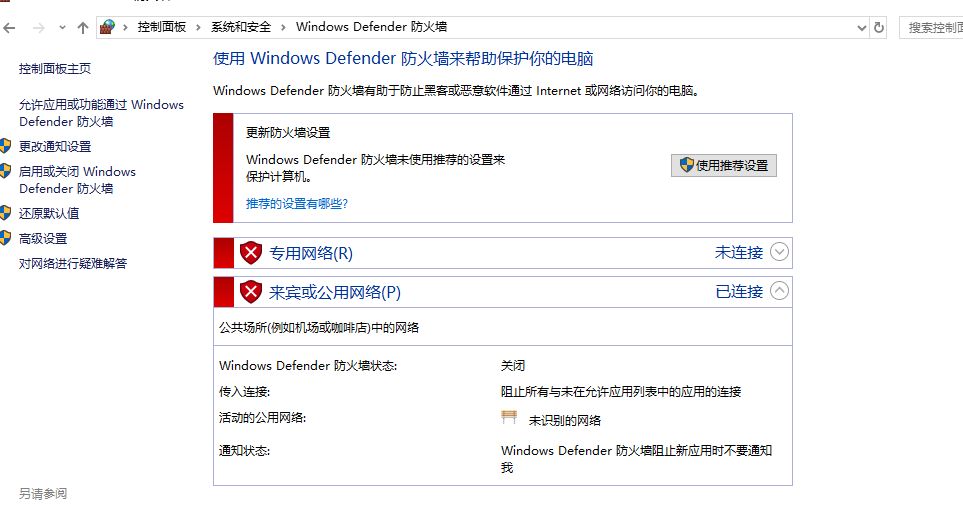 控制面板 › 系统和安全 › Windows Defender 防火墙
搜索控制
控制面板主页
允许应用或功能通过 Windows
Defender 防火墙
更改通知设置
启用或关闭 Windows
Defender 防火墙
还原默认值
高级设置
对网络进行疑难解答
另请参阅
使用 Windows Defender 防火墙来帮助保护你的电脑
Windows Defender 防火墙有助于防止黑客或恶意软件通过 Internet 或网络访问你的电脑。
更新防火墙设置
Windows Defender 防火墙未使用推荐的设置来
保护计算机。
使用推荐设置
推荐的设置有哪些?
专用网络(R) 未连接
来宾或公用网络(P) 已连接
公共场所(例如机场或咖啡店)中的网络
Windows Defender 防火墙状态: 关闭
传入连接: 阻止所有与未在允许应用列表中的应用的连接
活动的公用网络: 未识别的网络
通知状态: Windows Defender 防火墙阻止新应用时不要通知
我